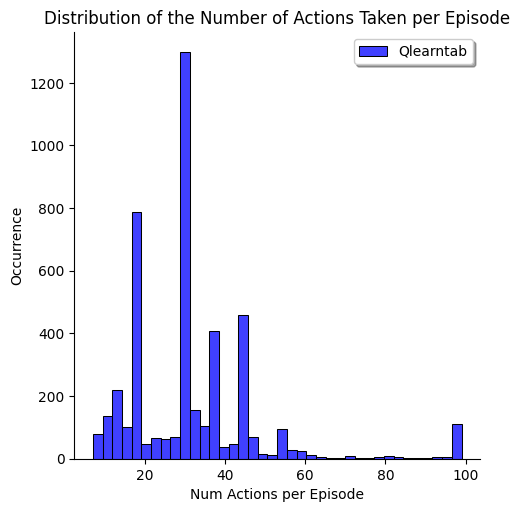 Distribution of the Number of Actions Taken per Episode
Qlearntab
1200
1000
800
600
400
200
0
Occurrence
20 40 60 80 100
Num Actions per Episode